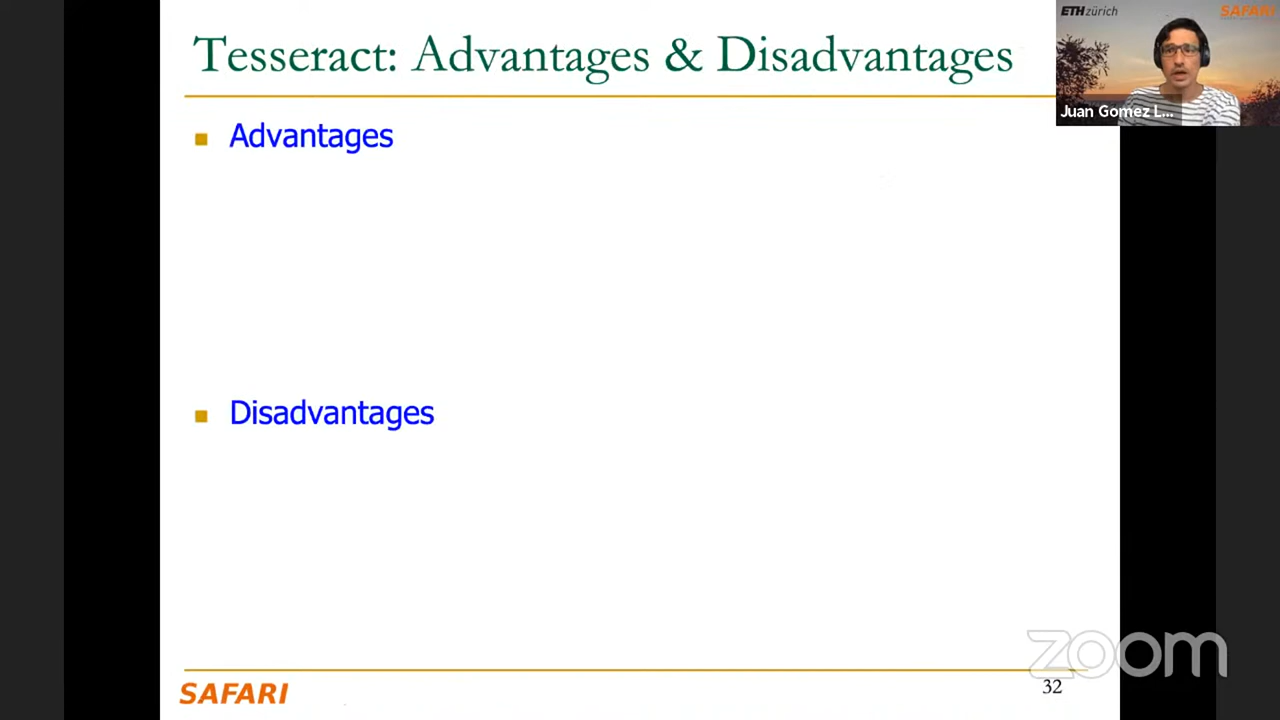 Tesseract: Advantages & Disadvantages
ETHzürich
SAFARI
Juan Gomez L...
Advantages
Disadvantages
zoom
SAFARI
32